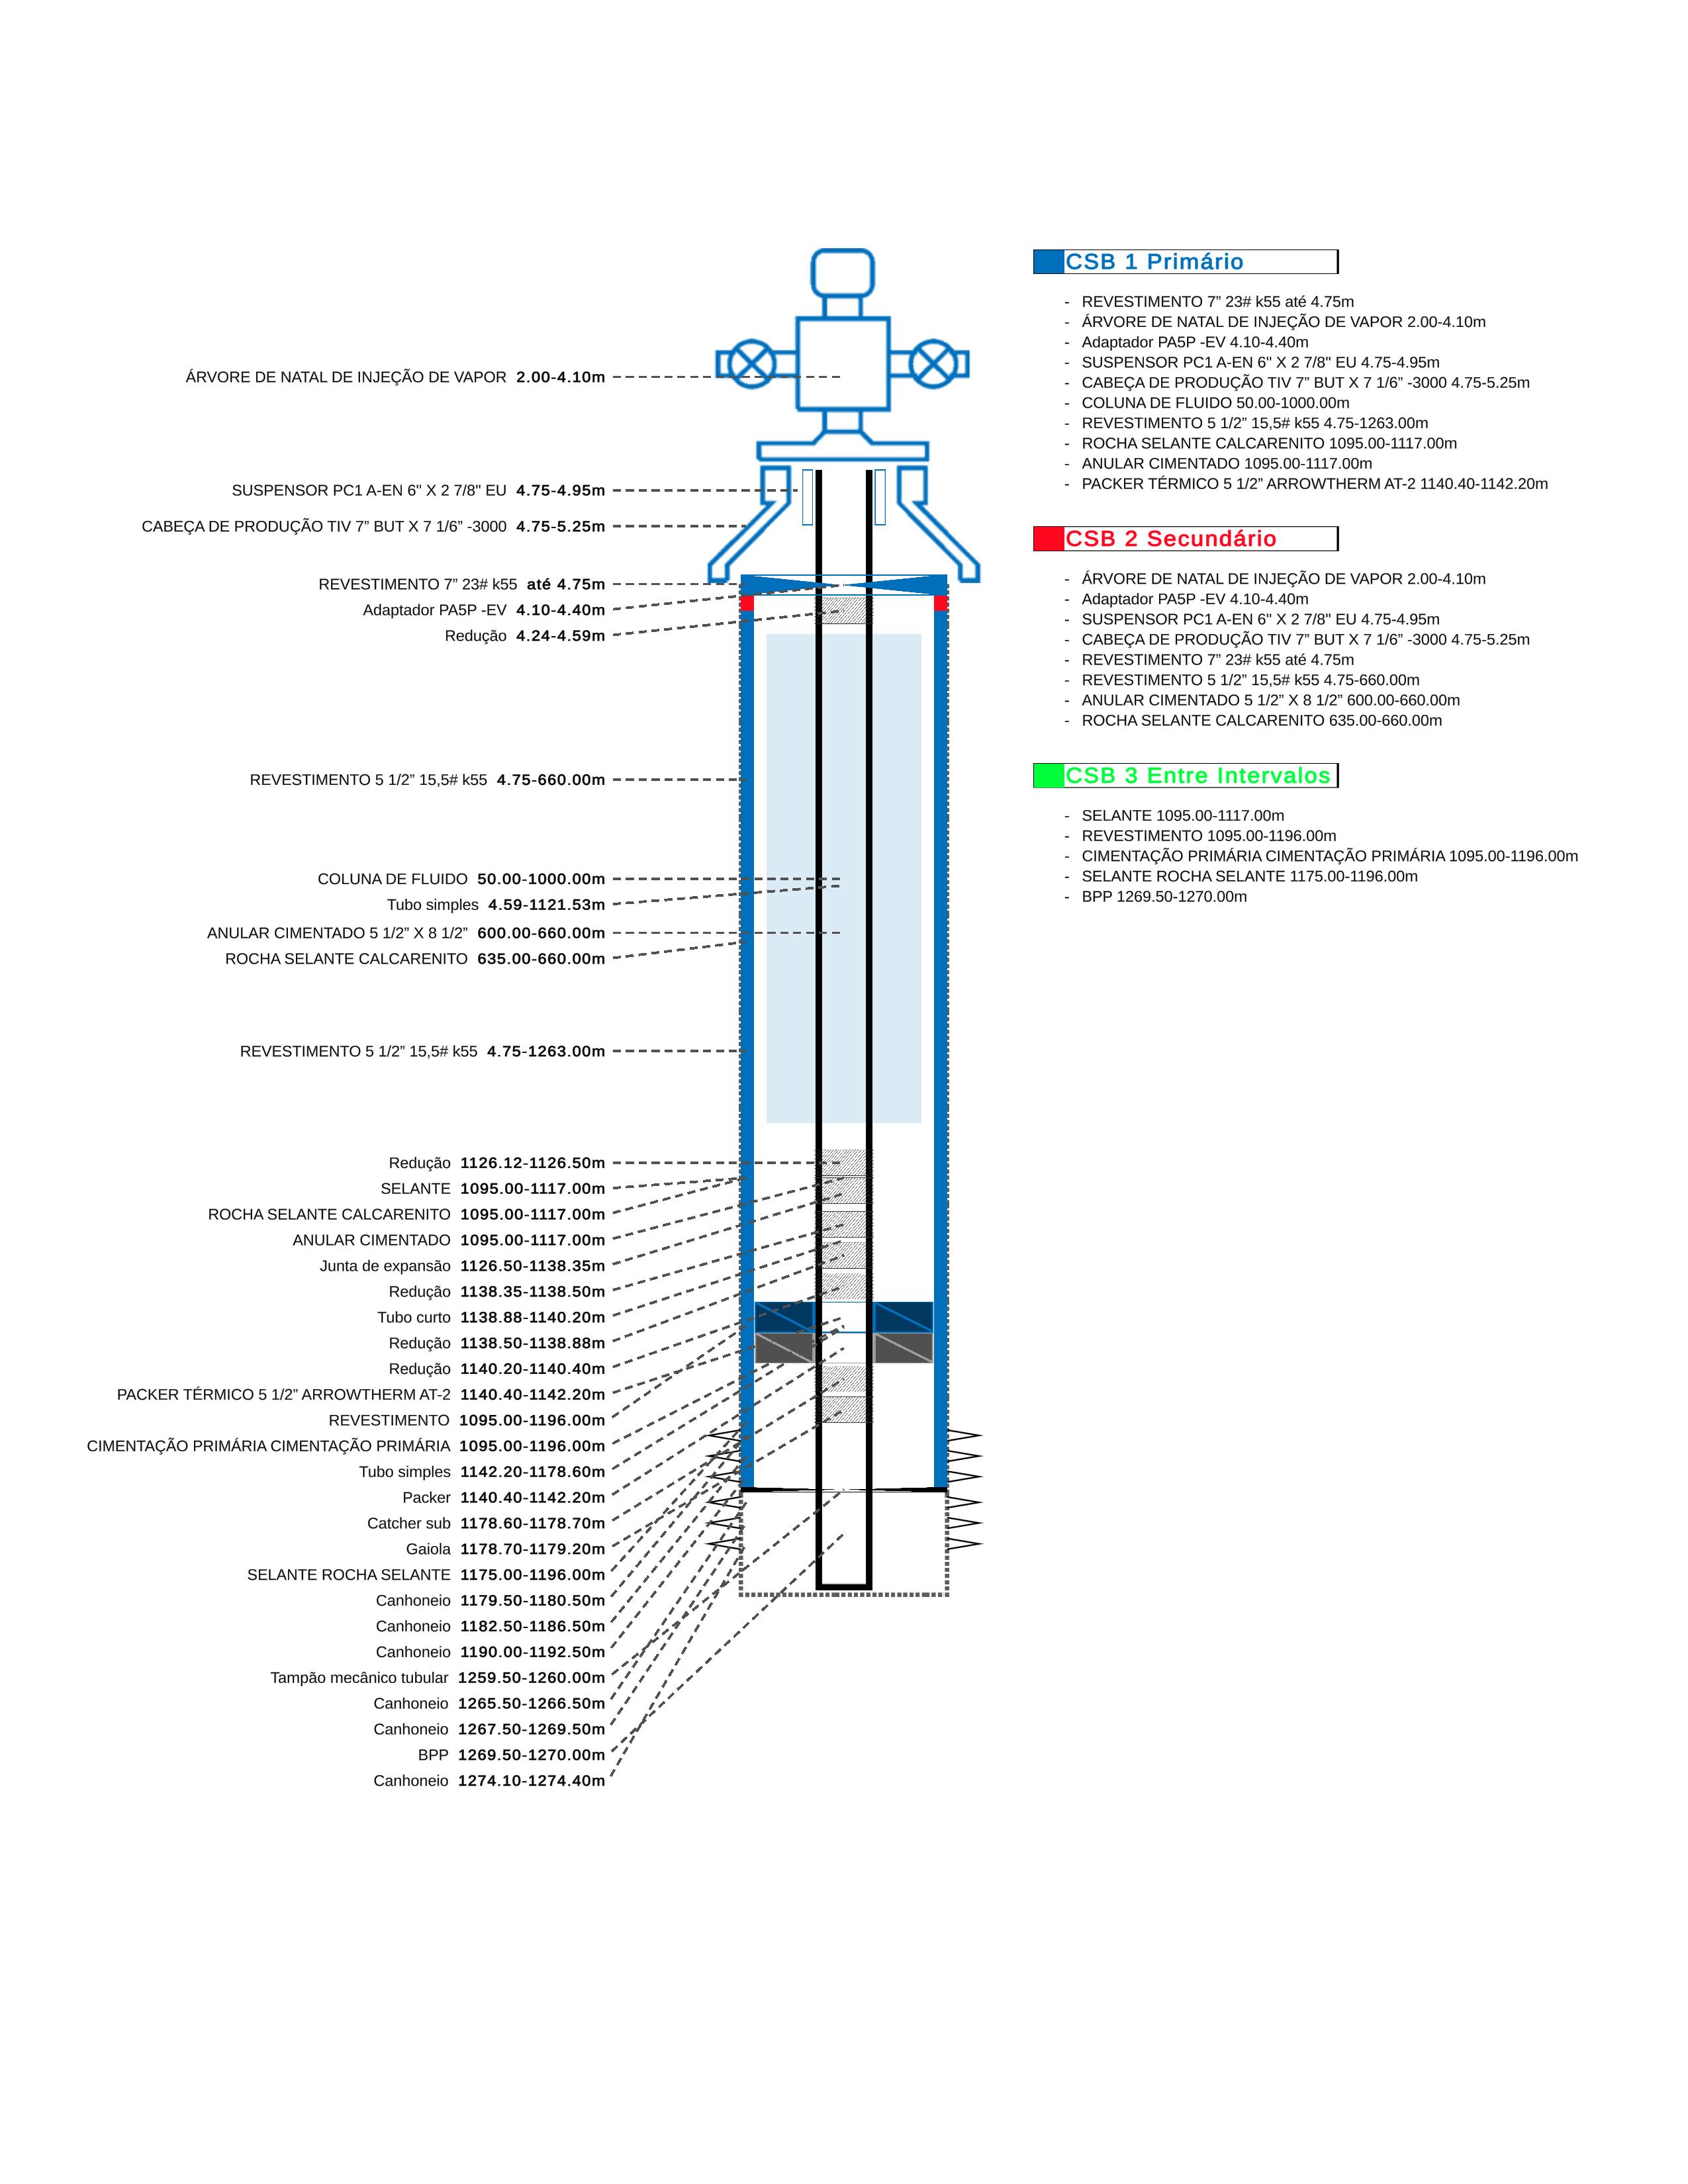 ÁRVORE DE NATAL DE INJEÇÃO DE VAPOR 2.00-4.10m
SUSPENSOR PC1 A-EN 6" X 2 7/8" EU 4.75-4.95m
CABEÇA DE PRODUÇÃO TIV 7” BUT X 7 1/6” -3000 4.75-5.25m
REVESTIMENTO 7” 23# k55 até 4.75m
Adaptador PA5P -EV 4.10-4.40m
Redução 4.24-4.59m
REVESTIMENTO 5 1/2” 15,5# k55 4.75-660.00m
COLUNA DE FLUIDO 50.00-1000.00m
Tubo simples 4.59-1121.53m
ANULAR CIMENTADO 5 1/2” X 8 1/2” 600.00-660.00m
ROCHA SELANTE CALCARENITO 635.00-660.00m
REVESTIMENTO 5 1/2” 15,5# k55 4.75-1263.00m
Redução 1126.12-1126.50m
SELANTE 1095.00-1117.00m
ROCHA SELANTE CALCARENITO 1095.00-1117.00m
ANULAR CIMENTADO 1095.00-1117.00m
Junta de expansão 1126.50-1138.35m
Redução 1138.35-1138.50m
Tubo curto 1138.88-1140.20m
Redução 1138.50-1138.88m
Redução 1140.20-1140.40m
PACKER TÉRMICO 5 1/2” ARROWTHERM AT-2 1140.40-1142.20m
REVESTIMENTO 1095.00-1196.00m
CIMENTAÇÃO PRIMÁRIA CIMENTAÇÃO PRIMÁRIA 1095.00-1196.00m
Tubo simples 1142.20-1178.60m
Packer 1140.40-1142.20m
Catcher sub 1178.60-1178.70m
Gaiola 1178.70-1179.20m
SELANTE ROCHA SELANTE 1175.00-1196.00m
Canhoneio 1179.50-1180.50m
Canhoneio 1182.50-1186.50m
Canhoneio 1190.00-1192.50m
Tampão mecânico tubular 1259.50-1260.00m
Canhoneio 1265.50-1266.50m
Canhoneio 1267.50-1269.50m
BPP 1269.50-1270.00m
Canhoneio 1274.10-1274.40m
CSB 1 Primário
- REVESTIMENTO 7” 23# k55 até 4.75m
- ÁRVORE DE NATAL DE INJEÇÃO DE VAPOR 2.00-4.10m
- Adaptador PA5P -EV 4.10-4.40m
- SUSPENSOR PC1 A-EN 6" X 2 7/8" EU 4.75-4.95m
- CABEÇA DE PRODUÇÃO TIV 7” BUT X 7 1/6” -3000 4.75-5.25m
- COLUNA DE FLUIDO 50.00-1000.00m
- REVESTIMENTO 5 1/2” 15,5# k55 4.75-1263.00m
- ROCHA SELANTE CALCARENITO 1095.00-1117.00m
- ANULAR CIMENTADO 1095.00-1117.00m
- PACKER TÉRMICO 5 1/2” ARROWTHERM AT-2 1140.40-1142.20m
CSB 2 Secundário
- ÁRVORE DE NATAL DE INJEÇÃO DE VAPOR 2.00-4.10m
- Adaptador PA5P -EV 4.10-4.40m
- SUSPENSOR PC1 A-EN 6" X 2 7/8" EU 4.75-4.95m
- CABEÇA DE PRODUÇÃO TIV 7” BUT X 7 1/6” -3000 4.75-5.25m
- REVESTIMENTO 7” 23# k55 até 4.75m
- REVESTIMENTO 5 1/2” 15,5# k55 4.75-660.00m
- ANULAR CIMENTADO 5 1/2” X 8 1/2” 600.00-660.00m
- ROCHA SELANTE CALCARENITO 635.00-660.00m
CSB 3 Entre Intervalos
- SELANTE 1095.00-1117.00m
- REVESTIMENTO 1095.00-1196.00m
- CIMENTAÇÃO PRIMÁRIA CIMENTAÇÃO PRIMÁRIA 1095.00-1196.00m
- SELANTE ROCHA SELANTE 1175.00-1196.00m
- BPP 1269.50-1270.00m